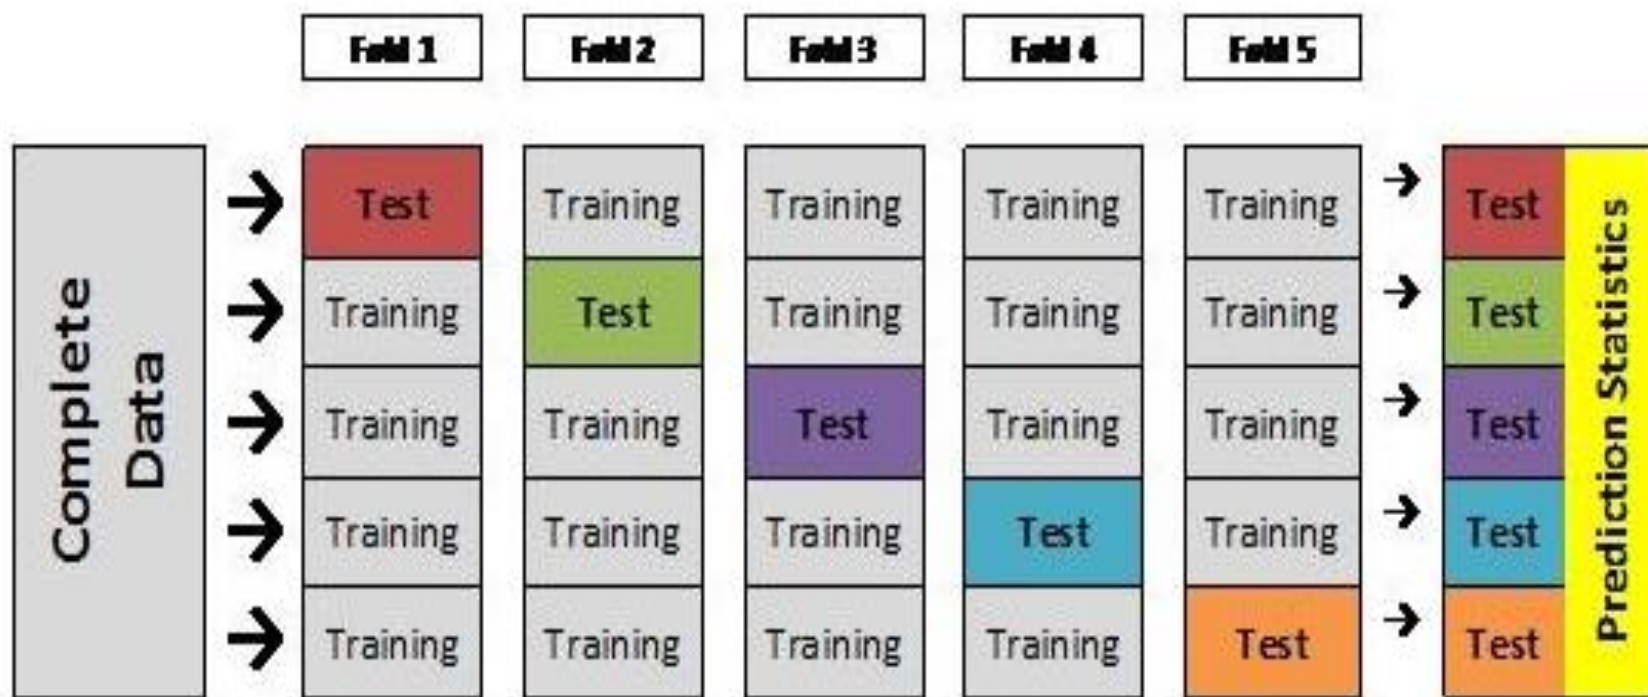 Fold 1 Fold 2 Fold 3 Fold 4 Fold 5
Complete
Data
Test Training Training Training Training Test
Training Test Training Training Training Test
Training Training Test Training Training Test
Training Training Training Test Training Test
Training Training Training Training Test Test
Prediction Statistics